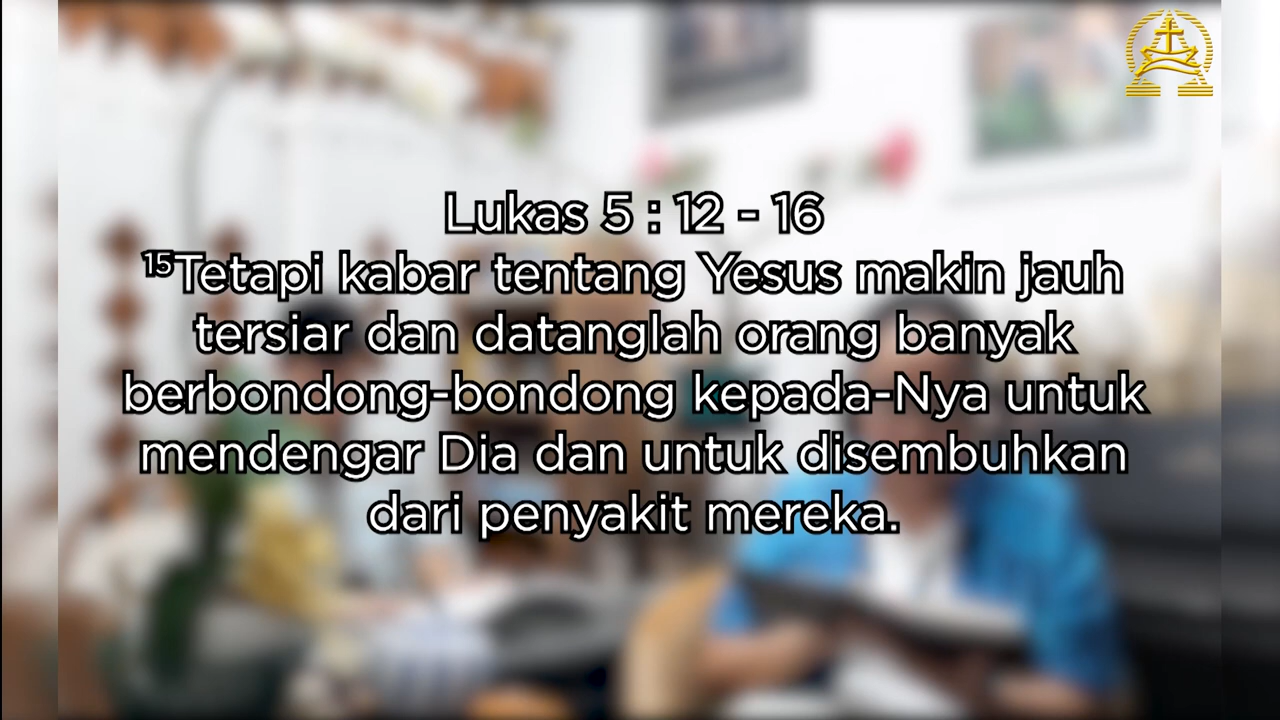 Lukas 5 : 12 - 16
¹⁵Tetapi kabar tentang Yesus makin jauh
tersiar dan datanglah orang banyak
berbondong-bondong kepada-Nya untuk
mendengar Dia dan untuk disembuhkan
dari penyakit mereka.